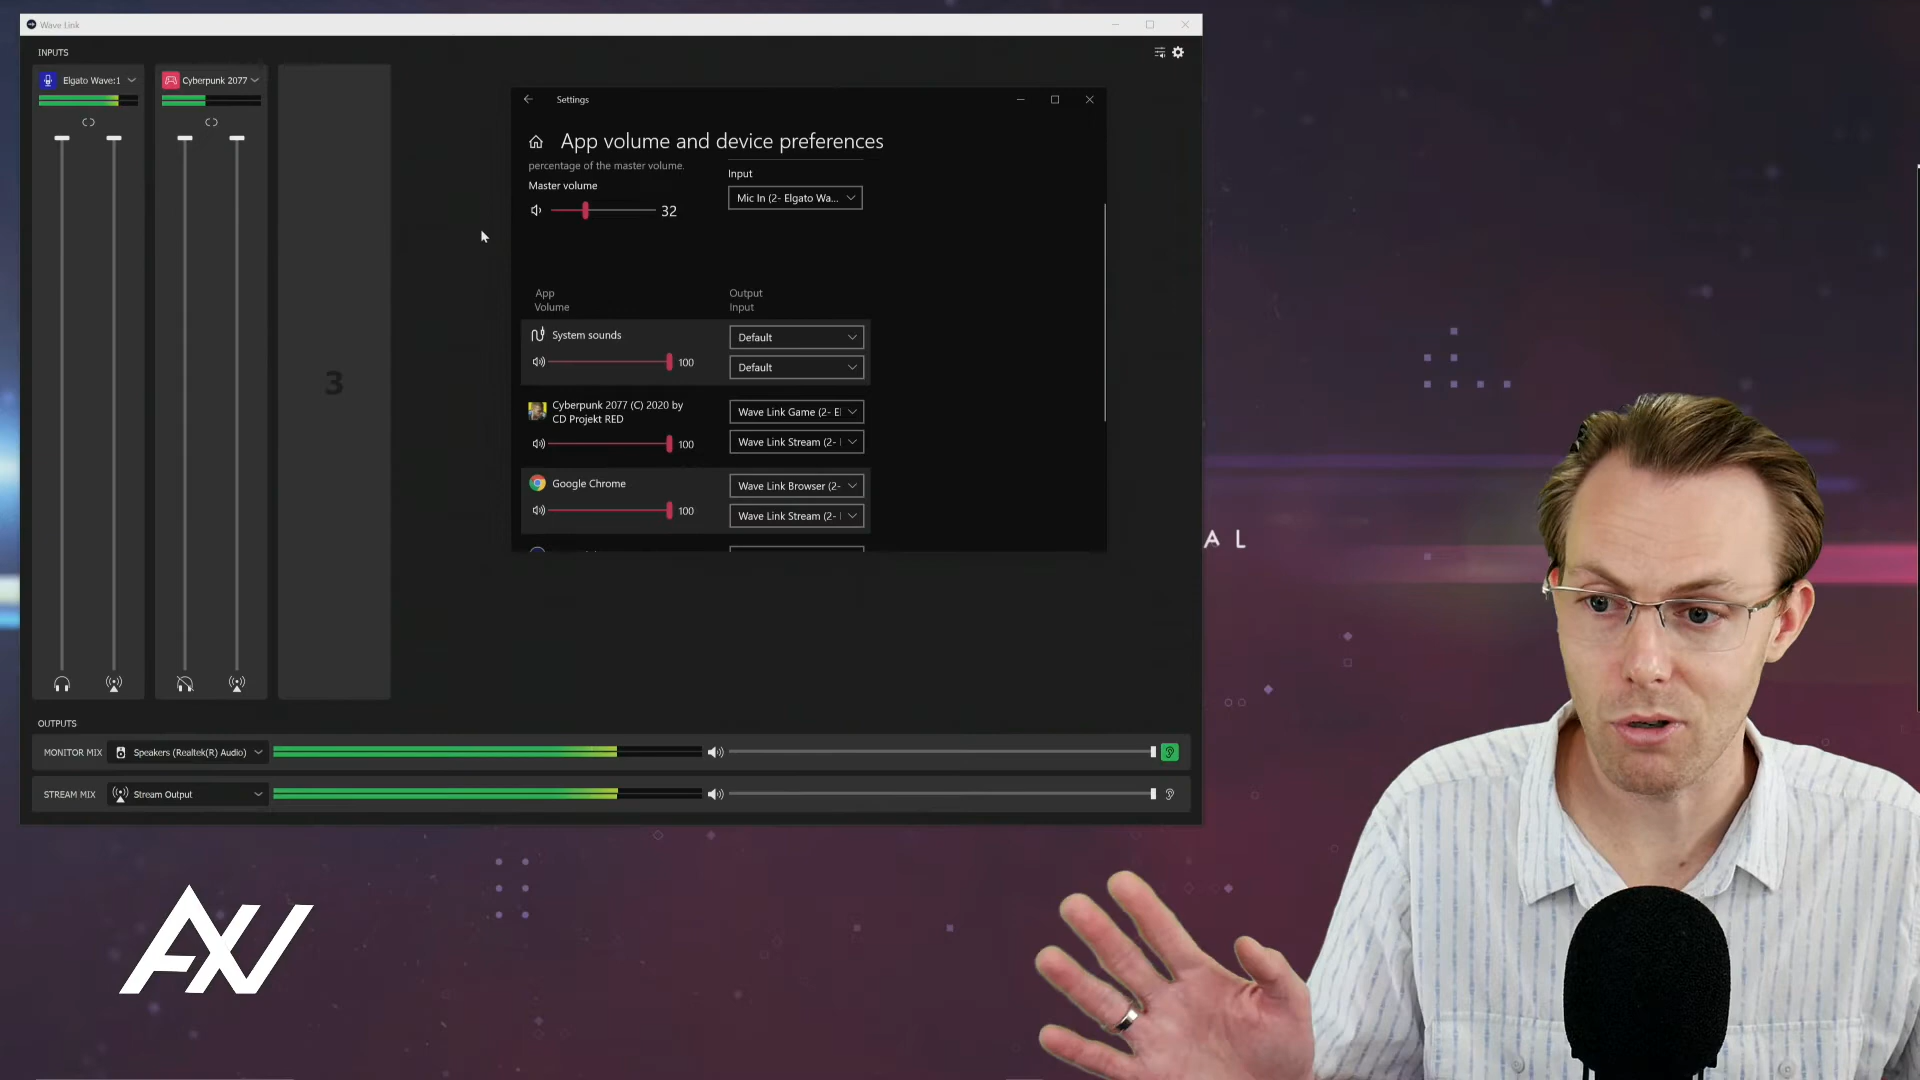 Wave Link
INPUTS
Elgato Wave:1
Cyberpunk 2077
3
Settings
App volume and device preferences
percentage of the master volume.
Master volume
32
Input
Mic In (2- Elgato Wa...
App
Volume
Output
Input
System sounds
100
Default
Default
Cyberpunk 2077 (C) 2020 by
CD Projekt RED
100
Wave Link Game (2- El
Wave Link Stream (2-
Google Chrome
100
Wave Link Browser (2-
Wave Link Stream (2-
AL
OUTPUTS
MONITOR MIX
Speakers (Realtek(R) Audio)
STREAM MIX
Stream Output